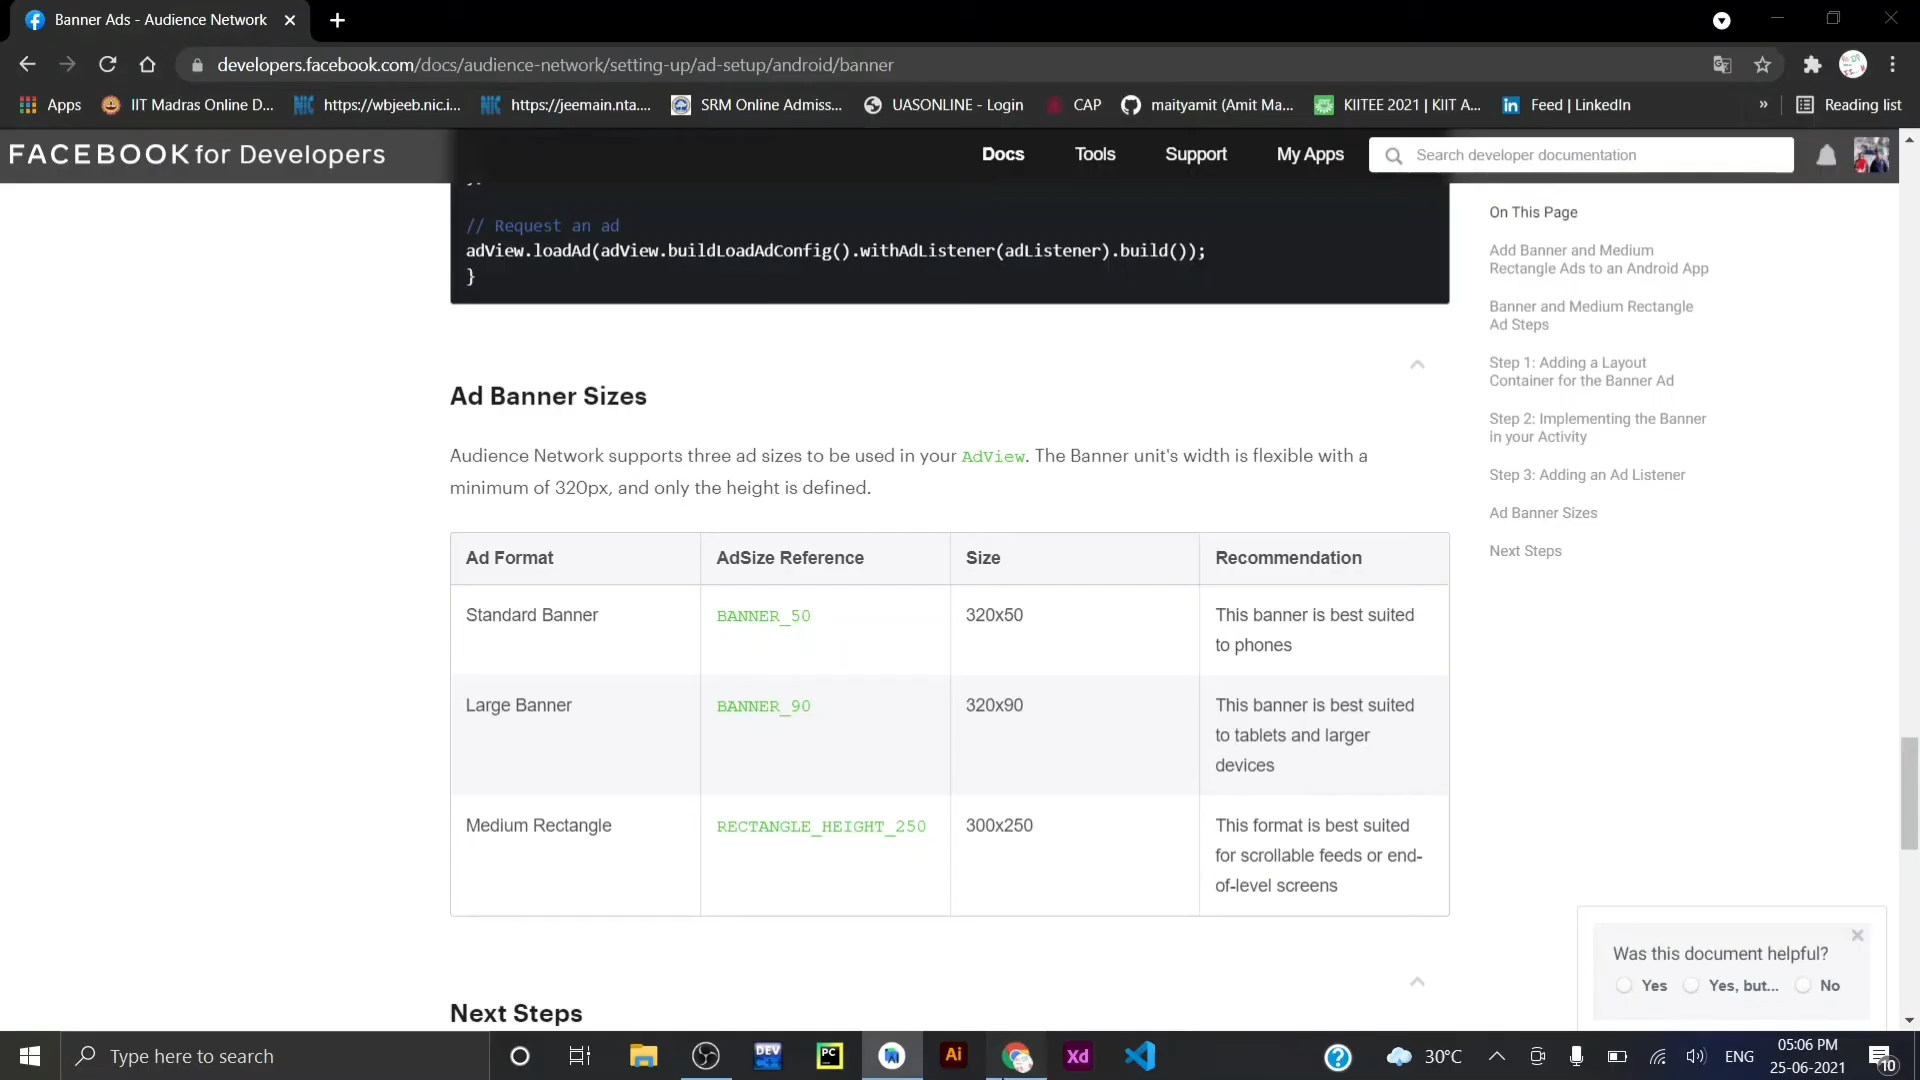 Banner Ads - Audience Network
developers.facebook.com/docs/audience-network/setting-up/ad-setup/android/banner
Apps
IIT Madras Online D...
https://wbjeeb.nic.i...
https://jeemain.nta....
SRM Online Admiss...
UASONLINE - Login
CAP
maityamit (Amit Ma...
KIITEE 2021 | KIIT A...
Feed | LinkedIn
»
Reading list
FACEBOOK for Developers
Docs
Tools
Support
My Apps
Search developer documentation
// Request an ad
adView.loadAd(adView.buildLoadAdConfig().withAdListener(adListener).build());
}
On This Page
Add Banner and Medium
Rectangle Ads to an Android App
Banner and Medium Rectangle
Ad Steps
Step 1: Adding a Layout
Container for the Banner Ad
Step 2: Implementing the Banner
in your Activity
Step 3: Adding an Ad Listener
Ad Banner Sizes
Next Steps
Ad Banner Sizes
Audience Network supports three ad sizes to be used in your AdView. The Banner unit's width is flexible with a
minimum of 320px, and only the height is defined.
Ad Format
AdSize Reference
Size
Recommendation
Standard Banner
BANNER_50
320x50
This banner is best suited
to phones
Large Banner
BANNER_90
320x90
This banner is best suited
to tablets and larger
devices
Medium Rectangle
RECTANGLE_HEIGHT_250
300x250
This format is best suited
for scrollable feeds or end-
of-level screens
Next Steps
Was this document helpful?
Yes
Yes, but...
No
Type here to search
DEV
PC
Ai
Xd
30°C
ENG
05:06 PM
25-06-2021
10